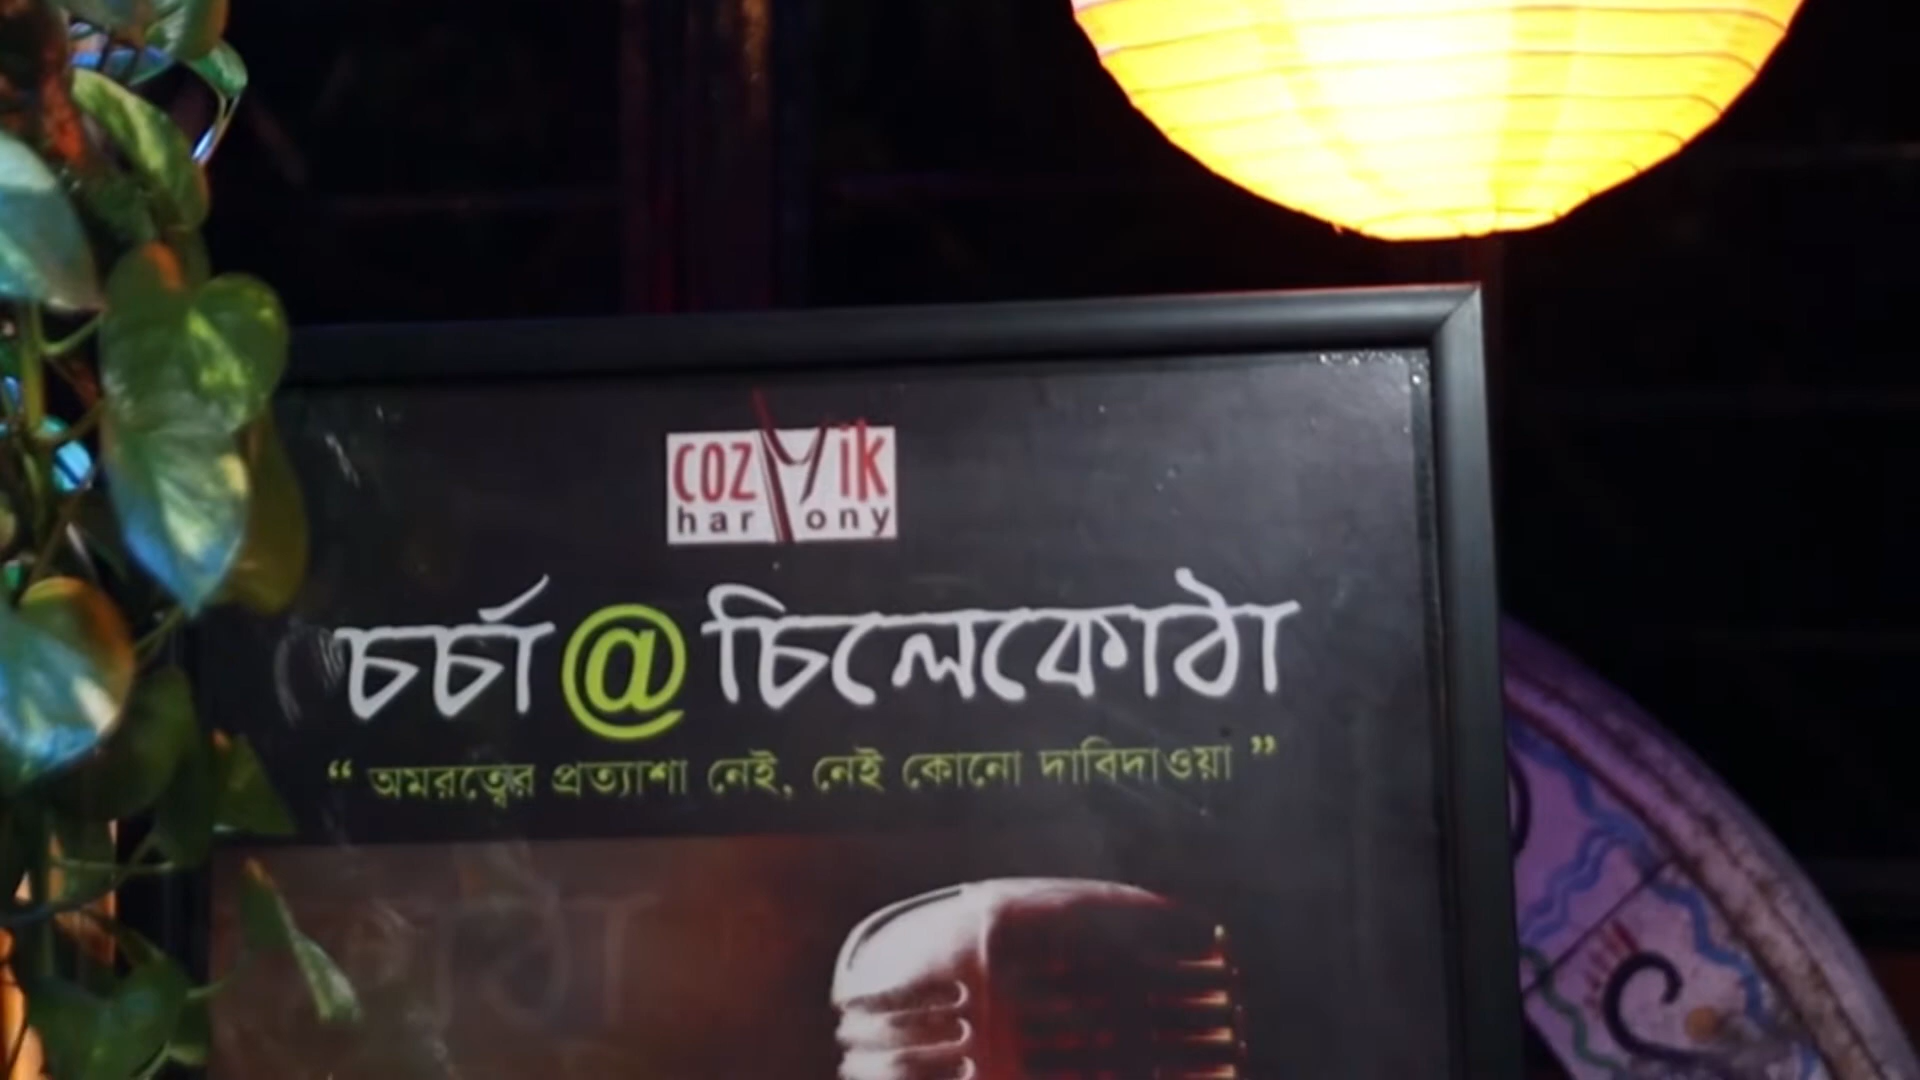 cozMik
harmony
চর্চা@চিলেকোঠা
“ অমরত্বের প্রত্যাশা নেই, নেই কোনো দাবিদাওয়া ”